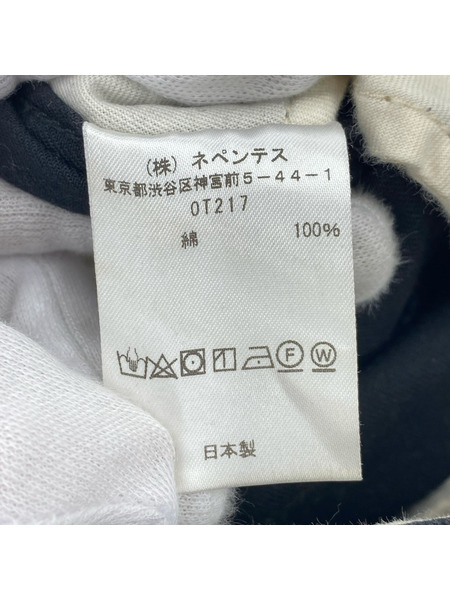 (株) ネペンテス
東京都渋谷区神宮前5-44-1
OT217
綿 100%
F W
日本製